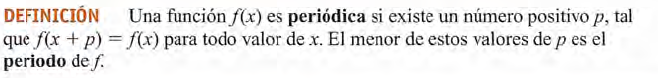 DEFINICIÓN Una función f(x) es periódica si existe un número positivo p, tal
que f(x + p) = f(x) para todo valor de x. El menor de estos valores de p es el
periodo de f.